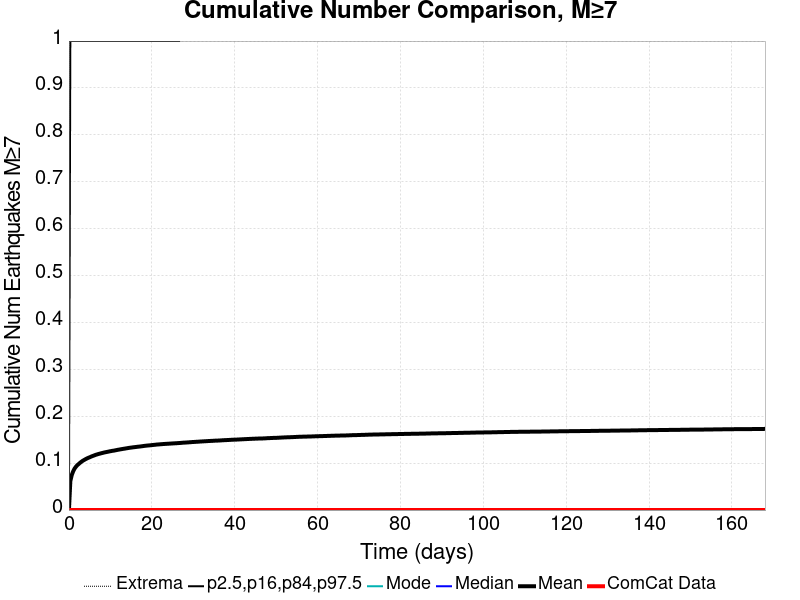 Cumulative Number Comparison, M≥7
Cumulative Num Earthquakes M≥7
1
0.9
0.8
0.7
0.6
0.5
0.4
0.3
0.2
0.1
0
0 20 40 60 80 100 120 140 160
Time (days)
Extrema p2.5,p16,p84,p97.5 Mode Median Mean ComCat Data